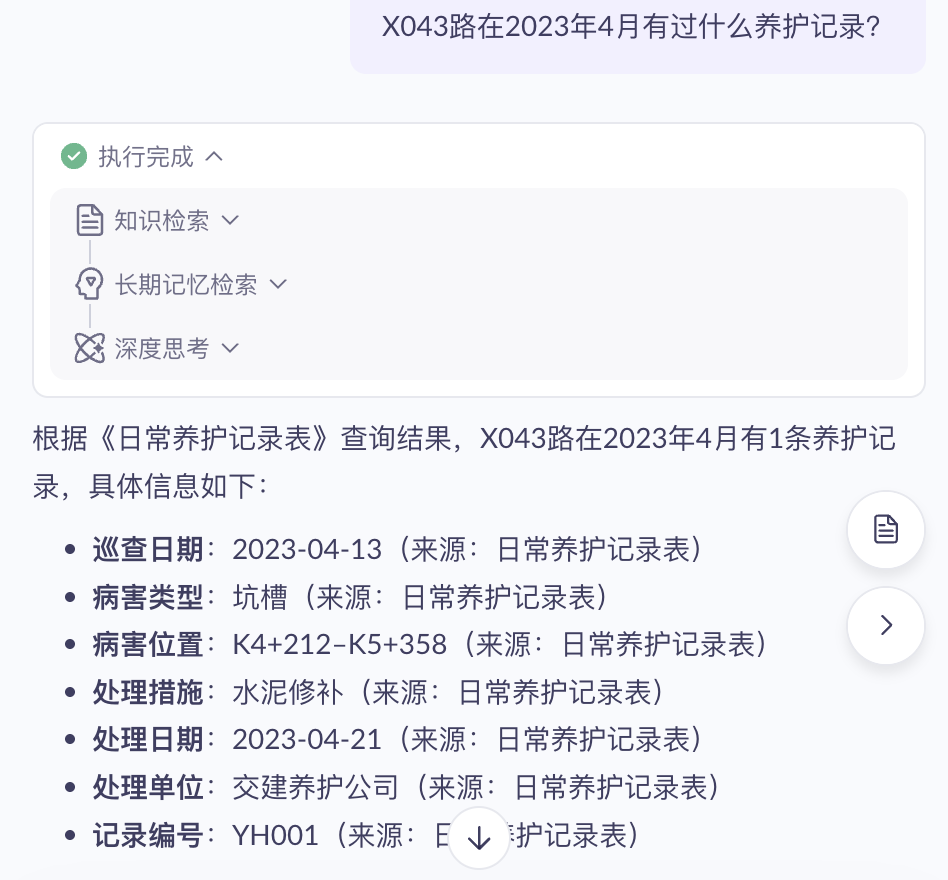 X043路在2023年4月有过什么养护记录?
执行完成
知识检索
长期记忆检索
深度思考
根据《日常养护记录表》查询结果，X043路在2023年4月有1条养护记
录，具体信息如下：
• 巡查日期：2023-04-13（来源：日常养护记录表）
• 病害类型：坑槽（来源：日常养护记录表）
• 病害位置：K4+212–K5+358（来源：日常养护记录表）
• 处理措施：水泥修补（来源：日常养护记录表）
• 处理日期：2023-04-21（来源：日常养护记录表）
• 处理单位：交建养护公司（来源：日常养护记录表）
• 记录编号：YH001（来源：护记录表）